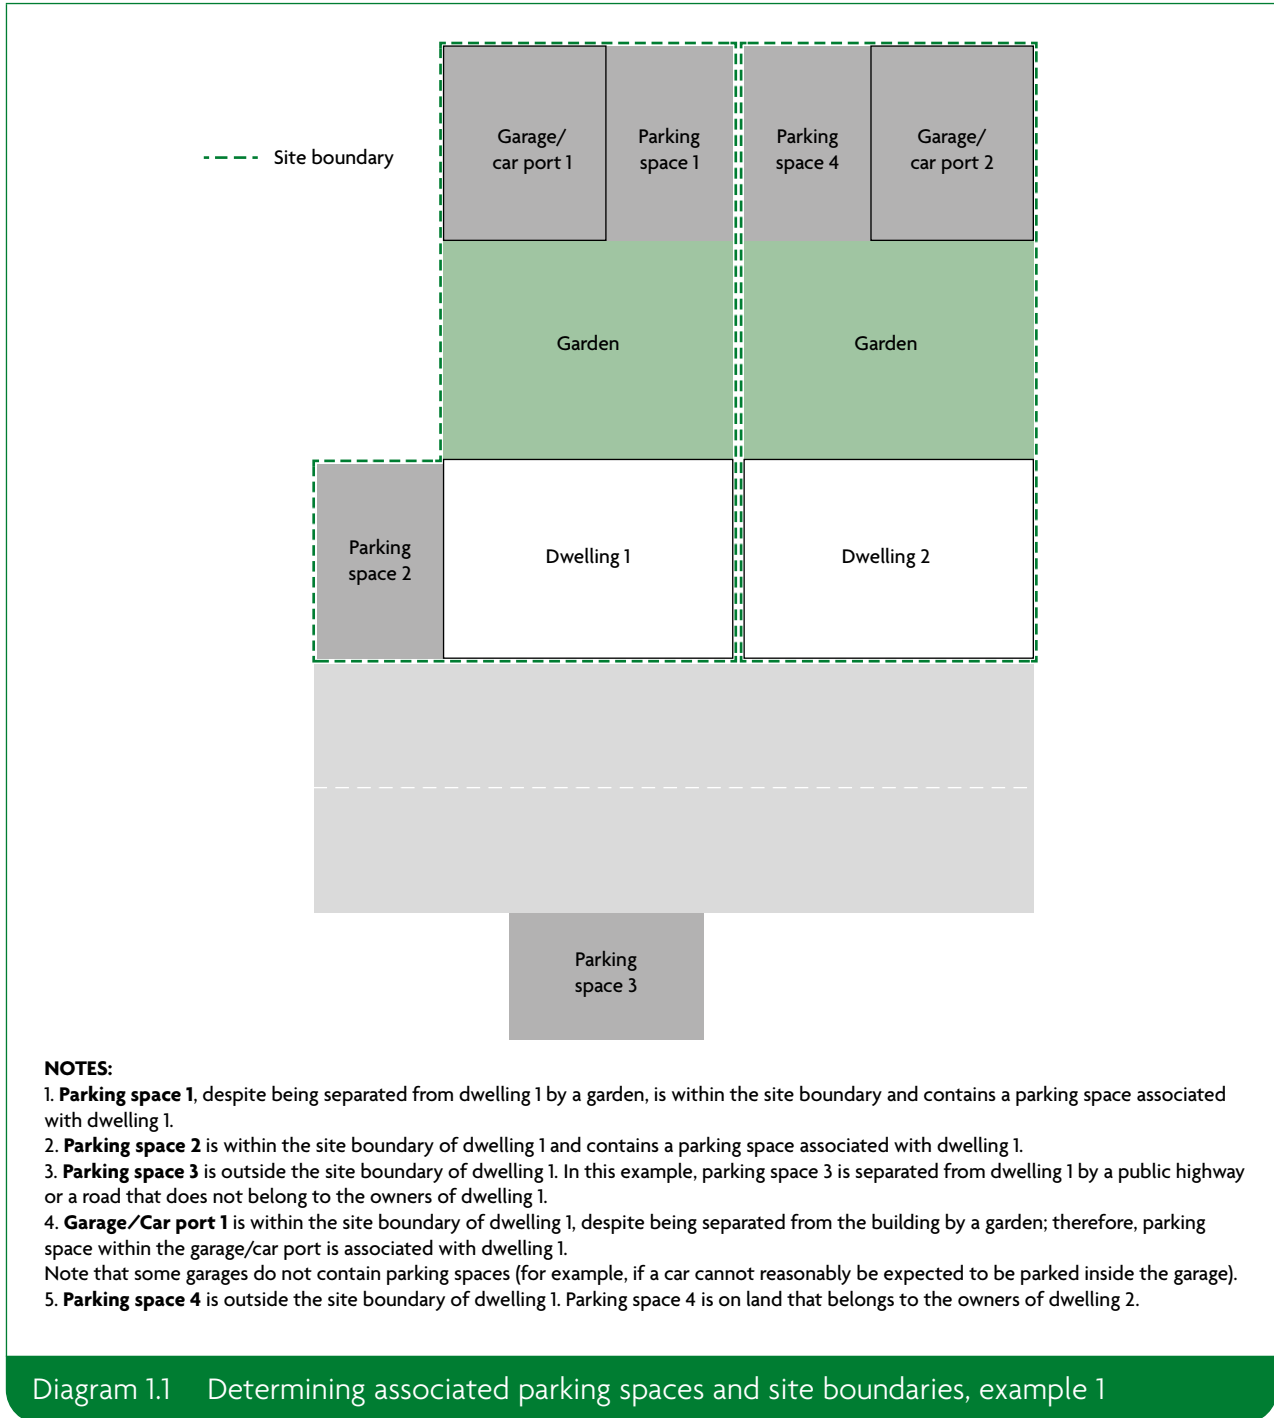 Garage/
car port 1
Parking
space 1
Parking
space 4
Garage/
car port 2
Site boundary
Garden
Garden
Parking
space 2
Dwelling 1
Dwelling 2
Parking
space 3
NOTES:
1. Parking space 1, despite being separated from dwelling 1 by a garden, is within the site boundary and contains a parking space associated
with dwelling 1.
2. Parking space 2 is within the site boundary of dwelling 1 and contains a parking space associated with dwelling 1.
3. Parking space 3 is outside the site boundary of dwelling 1. In this example, parking space 3 is separated from dwelling 1 by a public highway
or a road that does not belong to the owners of dwelling 1.
4. Garage/Car port 1 is within the site boundary of dwelling 1, despite being separated from the building by a garden; therefore, parking
space within the garage/car port is associated with dwelling 1.
Note that some garages do not contain parking spaces (for example, if a car cannot reasonably be expected to be parked inside the garage).
5. Parking space 4 is outside the site boundary of dwelling 1. Parking space 4 is on land that belongs to the owners of dwelling 2.
Diagram 1.1 Determining associated parking spaces and site boundaries, example 1